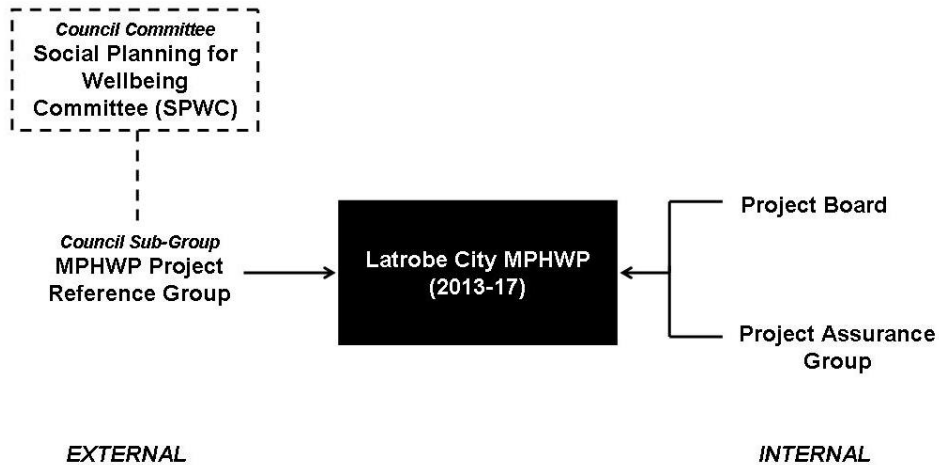 Council Committee
Social Planning for
Wellbeing
Committee (SPWC)
Council Sub-Group
MPHWP Project
Reference Group
Latrobe City MPHWP
(2013-17)
Project Board
Project Assurance
Group
EXTERNAL
INTERNAL